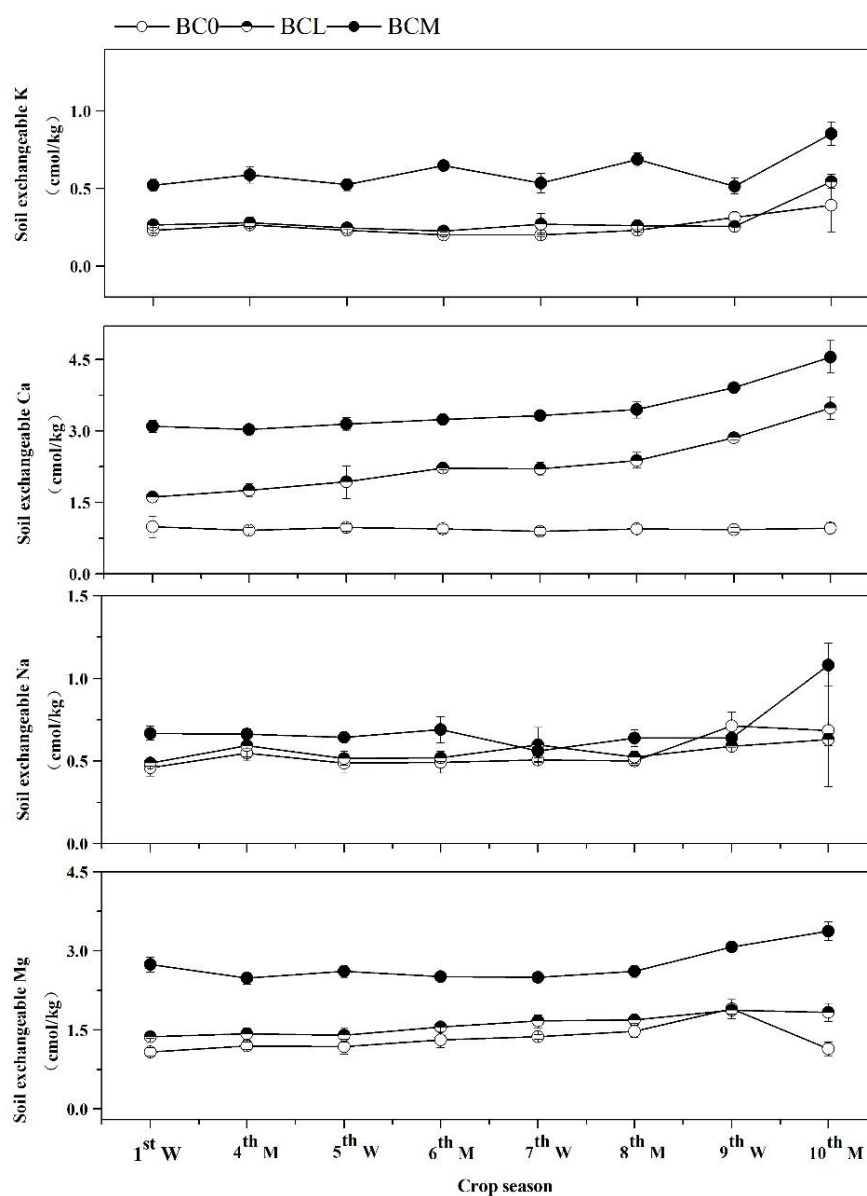 BC0 BCL BCM
Soil exchangeable K
（cmol/kg）
1.0
0.5
0.0
Soil exchangeable Ca
（cmol/kg）
4.5
3.0
1.5
0.0
Soil exchangeable Na
（cmol/kg）
1.5
1.0
0.5
0.0
Soil exchangeable Mg
（cmol/kg）
4.5
3.0
1.5
0.0
1st W 4th M 5th W 6th M 7th W 8th M 9th W 10th M
Crop season